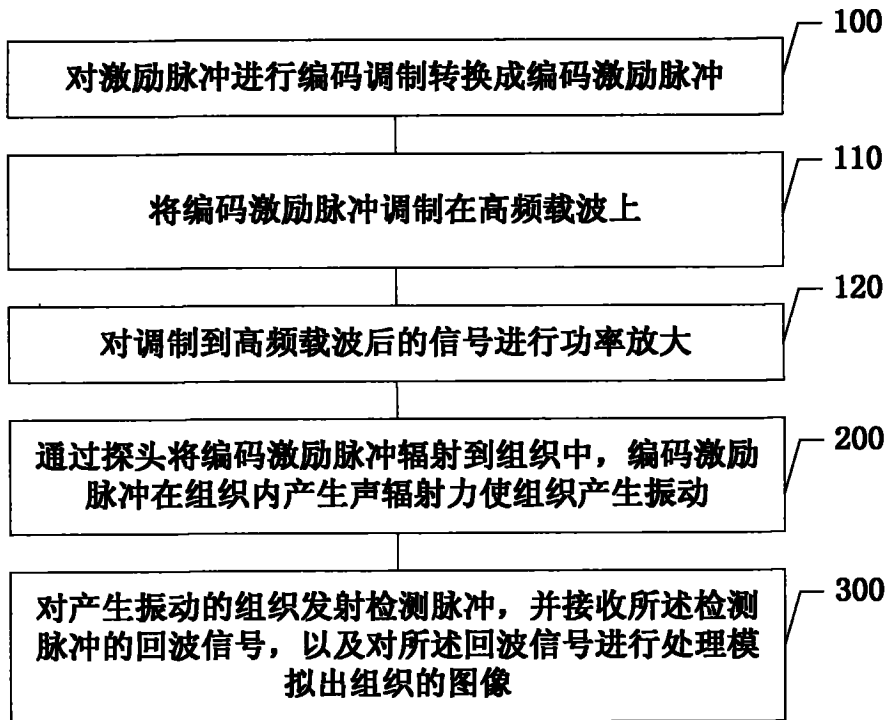 100
对激励脉冲进行编码调制转换成编码激励脉冲
110
将编码激励脉冲调制在高频载波上
120
对调制到高频载波后的信号进行功率放大
200
通过探头将编码激励脉冲辐射到组织中，编码激励
脉冲在组织内产生声辐射力使组织产生振动
300
对产生振动的组织发射检测脉冲，并接收所述检测
脉冲的回波信号，以及对所述回波信号进行处理模
拟出组织的图像